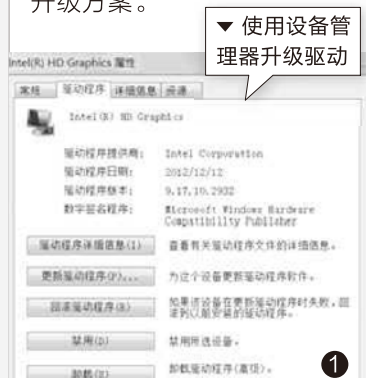 升级方案。
▼ 使用设备管
理器升级驱动
Intel(R) HD Graphics 属性
常规 驱动程序 详细信息 资源
Intel(R) HD Graphics
驱动程序提供商: Intel Corporation
驱动程序日期: 2012/12/12
驱动程序版本: 9.17.10.2932
数字签名程序: Microsoft Windows Hardware
Compatibility Publisher
驱动程序详细信息(I) 查看有关驱动程序文件的详细信息。
更新驱动程序(P)... 为这个设备更新驱动程序软件。
回滚驱动程序(R) 如果该设备在更新驱动程序时失败，回
滚到以前安装的驱动程序。
禁用(D) 禁用所选设备。
卸载(U) 卸载驱动程序(高级)。
1